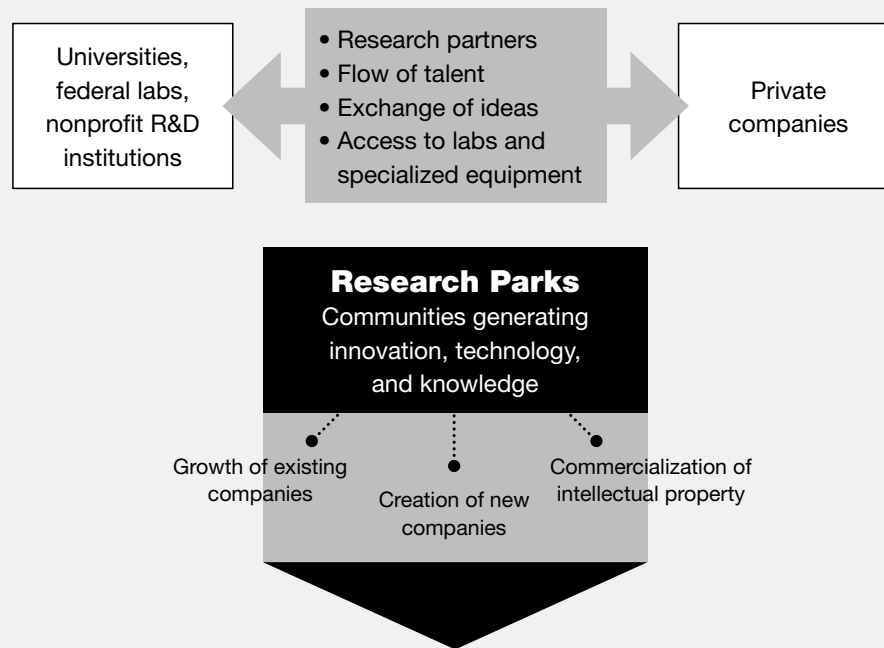 Universities,
federal labs,
nonprofit R&D
institutions
• Research partners
• Flow of talent
• Exchange of ideas
• Access to labs and
specialized equipment
Private
companies
Research Parks
Communities generating
innovation, technology,
and knowledge
Growth of existing
companies
Creation of new
companies
Commercialization of
intellectual property